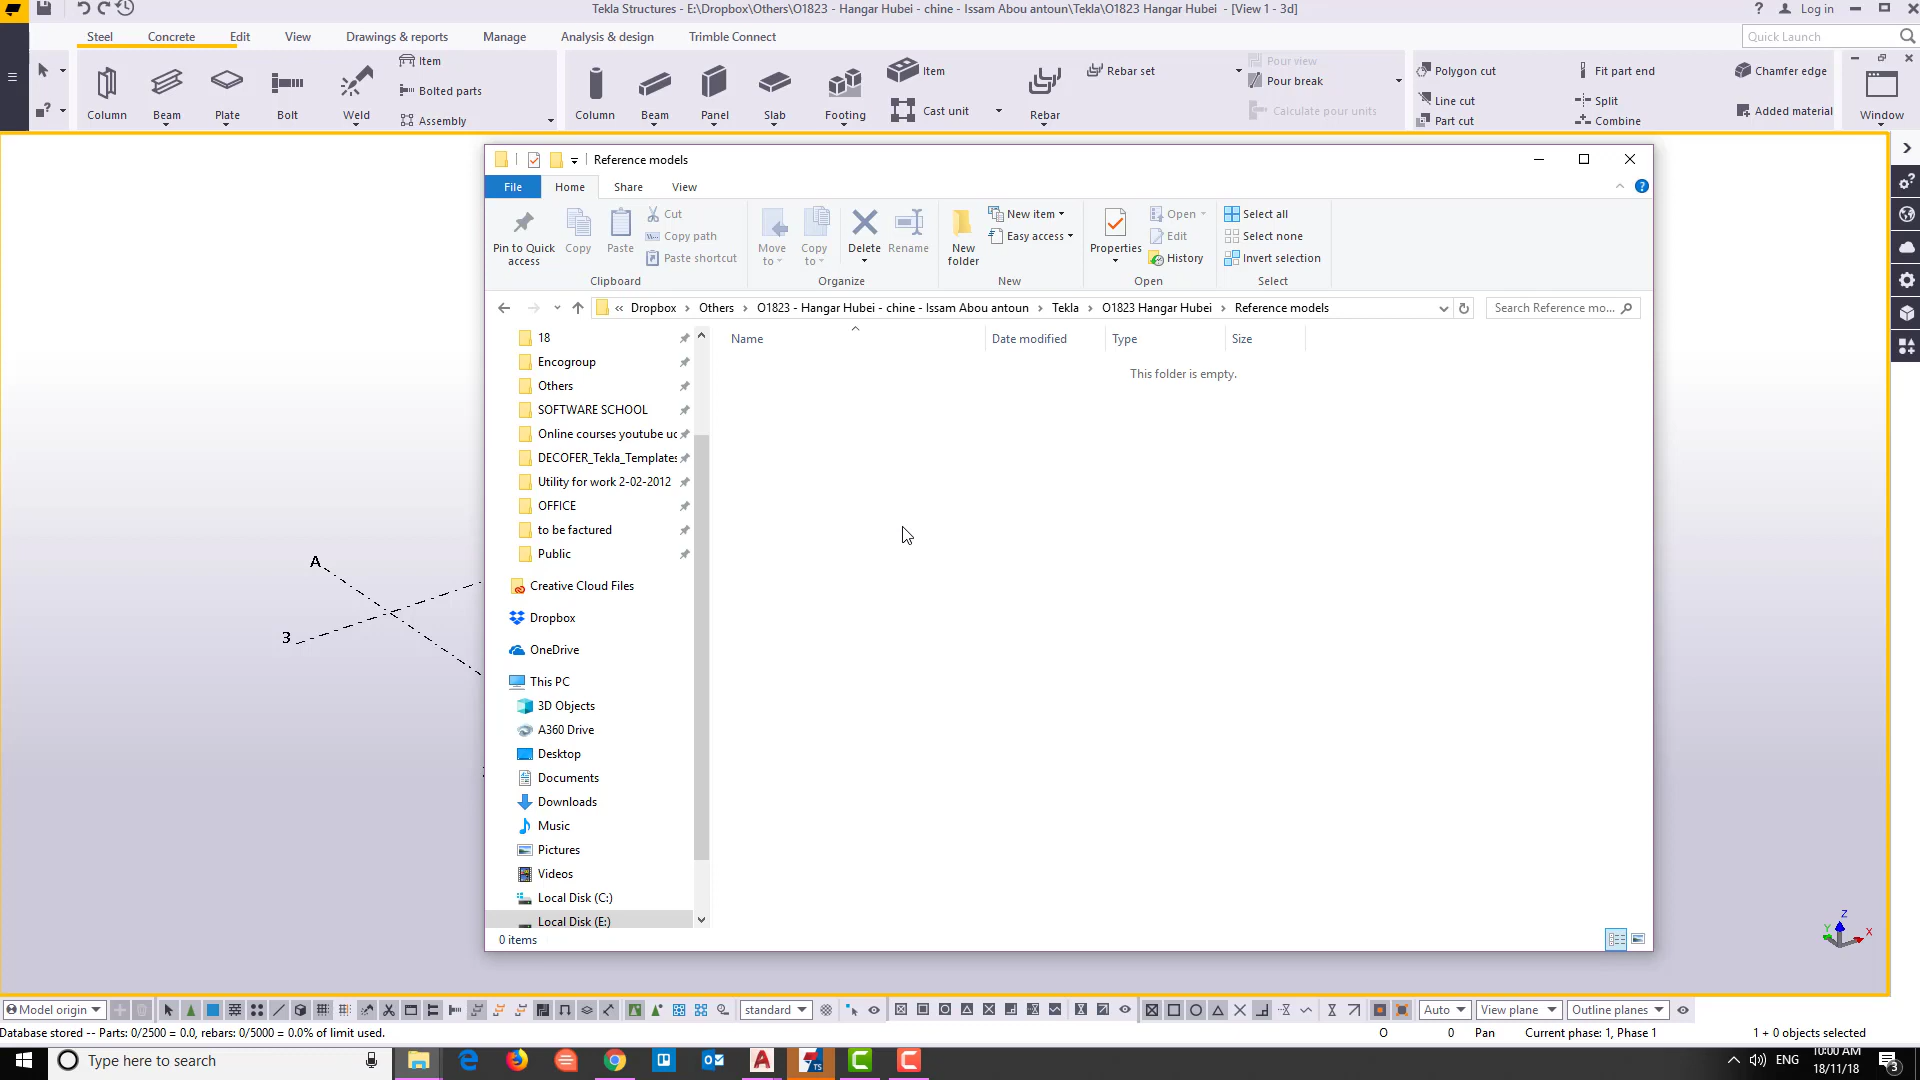 Tekla Structures - E:\Dropbox\Others\O1823 - Hangar Hubei - chine - Issam Abou antoun\Tekla\O1823 Hangar Hubei - [View 1 - 3d]
? Log in
Steel Concrete Edit View Drawings & reports Manage Analysis & design Trimble Connect
Quick Launch
Column Beam Plate Bolt Weld
Item
Bolted parts
Assembly
Column Beam Panel Slab Footing
Item
Cast unit
Rebar
Rebar set
Pour view
Pour break
Calculate pour units
Polygon cut
Line cut
Part cut
Fit part end
Split
Combine
Chamfer edge
Added material
Window
Reference models
File Home Share View
Pin to Quick access
Copy
Paste
Cut
Copy path
Paste shortcut
Clipboard
Move to
Copy to
Delete
Rename
Organize
New folder
New item
Easy access
New
Properties
Open
Edit
History
Open
Select all
Select none
Invert selection
Select
« Dropbox > Others > O1823 - Hangar Hubei - chine - Issam Abou antoun > Tekla > O1823 Hangar Hubei > Reference models
Search Reference mo...
Name Date modified Type Size
This folder is empty.
18
Encogroup
Others
SOFTWARE SCHOOL
Online courses youtube uc
DECOFER_Tekla_Templates
Utility for work 2-02-2012
OFFICE
to be factured
Public
Creative Cloud Files
Dropbox
OneDrive
This PC
3D Objects
A360 Drive
Desktop
Documents
Downloads
Music
Pictures
Videos
Local Disk (C:)
Local Disk (E:)
0 items
A
3
Z
Y
X
Model origin
standard
Auto
View plane
Outline planes
Database stored -- Parts: 0/2500 = 0.0, rebars: 0/5000 = 0.0% of limit used.
O 0 Pan Current phase: 1, Phase 1 1 + 0 objects selected
Type here to search
TS
ENG
10:00 AM
18/11/18
3